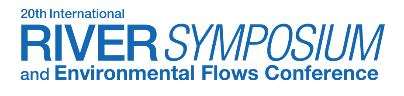 20th International
RIVER SYMPOSIUM
and Environmental Flows Conference